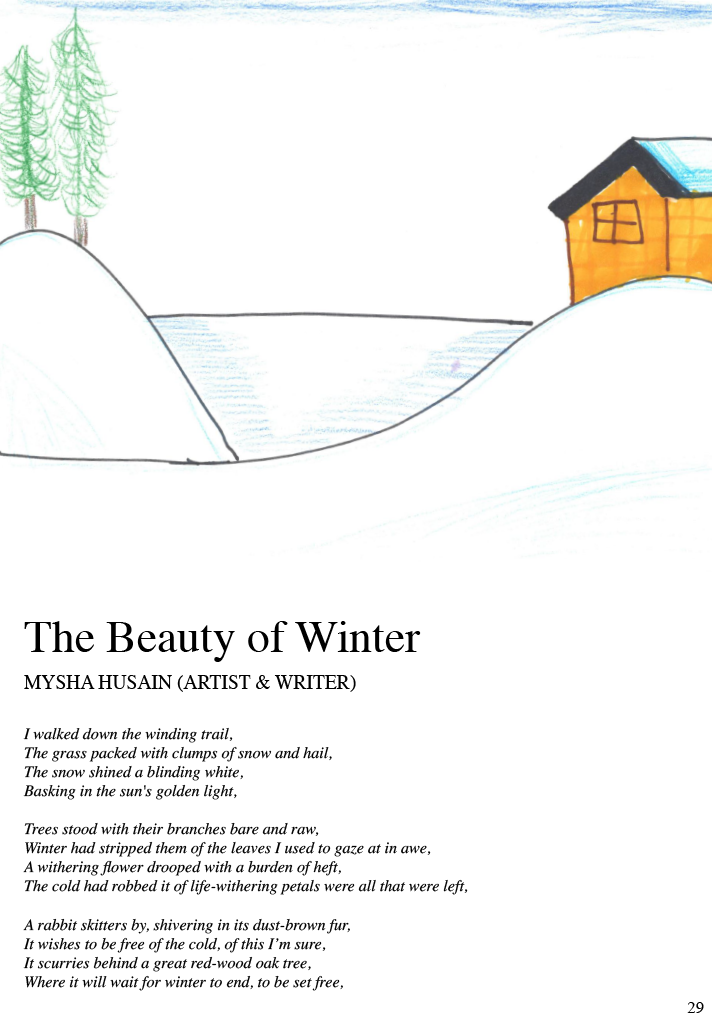 The Beauty of Winter
MYSHA HUSAIN (ARTIST & WRITER)
I walked down the winding trail,
The grass packed with clumps of snow and hail,
The snow shined a blinding white,
Basking in the sun's golden light,
Trees stood with their branches bare and raw,
Winter had stripped them of the leaves I used to gaze at in awe,
A withering flower drooped with a burden of heft,
The cold had robbed it of life-withering petals were all that were left,
A rabbit skitters by, shivering in its dust-brown fur,
It wishes to be free of the cold, of this I’m sure,
It scurries behind a great red-wood oak tree,
Where it will wait for winter to end, to be set free,
29